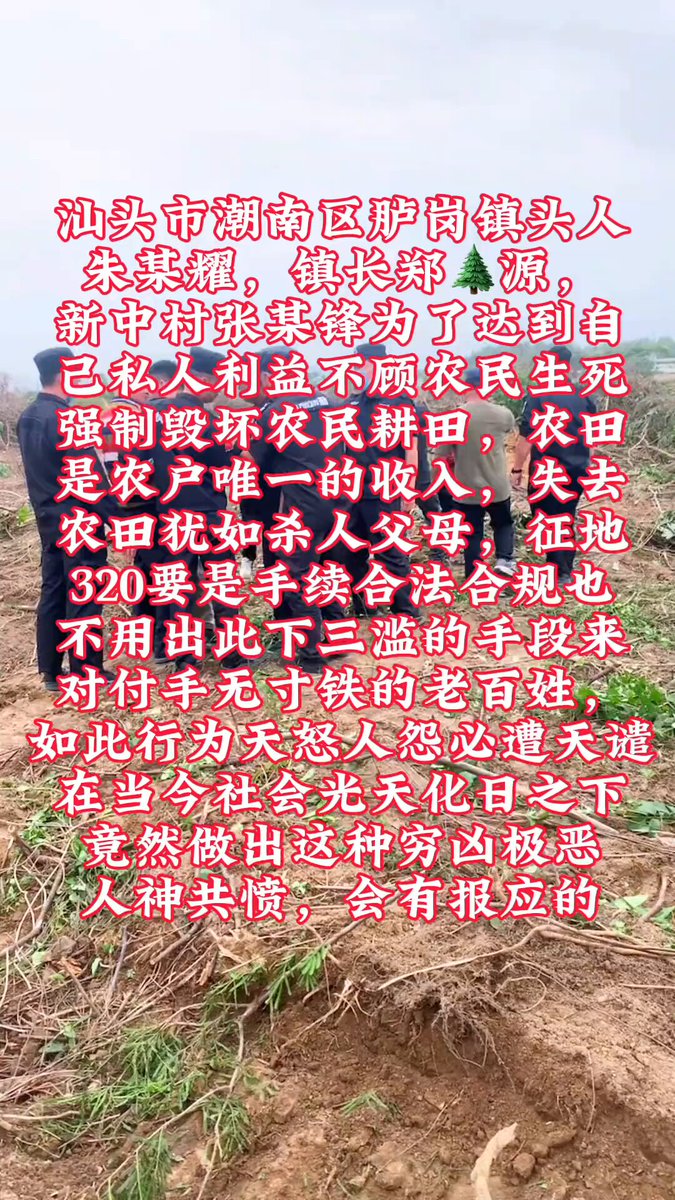 汕头市潮南区胪岗镇头人
朱某耀，镇长郑🌲源，
新中村张某锋为了达到自
己私人利益不顾农民生死
强制毁坏农民耕田，农田
是农户唯一的收入，失去
农田犹如杀人父母，征地
320要是手续合法合规也
不用出此下三滥的手段来
对付手无寸铁的老百姓，
如此行为天怒人怨必遭天谴
在当今社会光天化日之下
竟然做出这种穷凶极恶
人神共愤，会有报应的